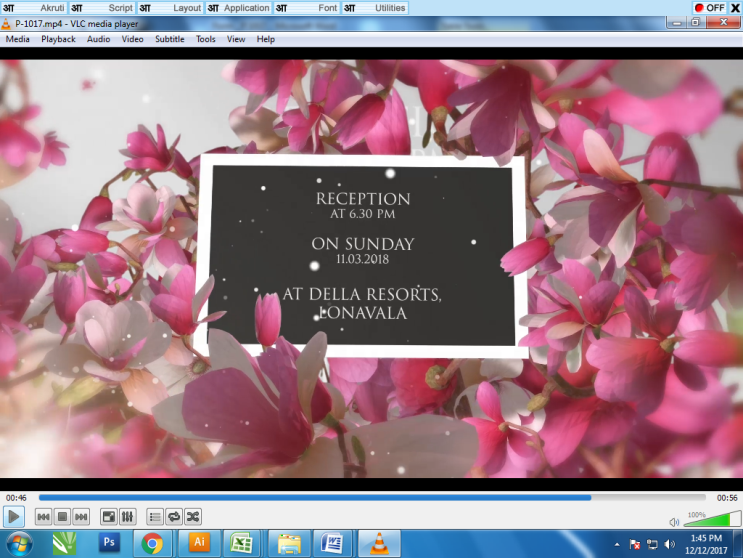 आ Akruti आ Script आ Layout आ Application आ Font आ Utilities OFF X
P-1017.mp4 - VLC media player
Media Playback Audio Video Subtitle Tools View Help
RECEPTION
AT 6.30 PM
ON SUNDAY
11.03.2018
AT DELLA RESORTS,
LONAVALA
00:46 00:56
100%
Ps Ai W
1:45 PM
12/12/2017